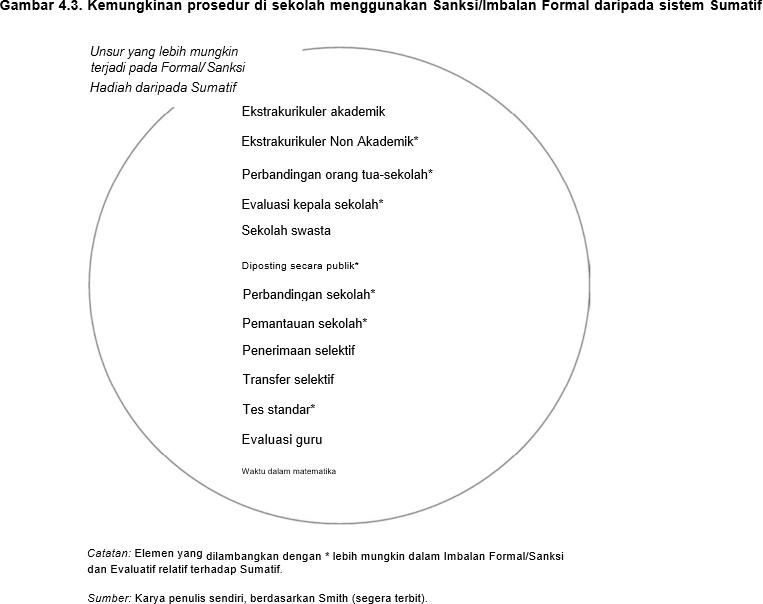 Gambar 4.3. Kemungkinan prosedur di sekolah menggunakan Sanksi/Imbalan Formal daripada sistem Sumatif
Unsur yang lebih mungkin
terjadi pada Formal/Sanksi
Hadiah daripada Sumatif
Ekstrakurikuler akademik
Ekstrakurikuler Non Akademik*
Perbandingan orang tua-sekolah*
Evaluasi kepala sekolah*
Sekolah swasta
Diposting secara publik*
Perbandingan sekolah*
Pemantauan sekolah*
Penerimaan selektif
Transfer selektif
Tes standar*
Evaluasi guru
Waktu dalam matematika
Catatan: Elemen yang dilambangkan dengan * lebih mungkin dalam Imbalan Formal/Sanksi
dan Evaluatif relatif terhadap Sumatif.
Sumber: Karya penulis sendiri, berdasarkan Smith (segera terbit).